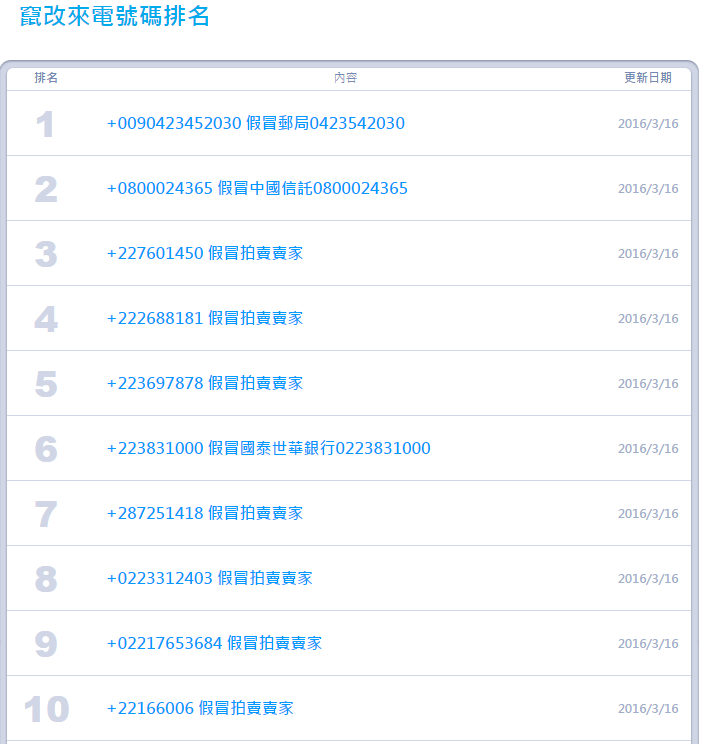 竄改來電號碼排名
排名 內容 更新日期
1 +0090423452030 假冒郵局0423542030 2016/3/16
2 +0800024365 假冒中國信託0800024365 2016/3/16
3 +227601450 假冒拍賣賣家 2016/3/16
4 +222688181 假冒拍賣賣家 2016/3/16
5 +223697878 假冒拍賣賣家 2016/3/16
6 +223831000 假冒國泰世華銀行0223831000 2016/3/16
7 +287251418 假冒拍賣賣家 2016/3/16
8 +0223312403 假冒拍賣賣家 2016/3/16
9 +02217653684 假冒拍賣賣家 2016/3/16
10 +22166006 假冒拍賣賣家 2016/3/16